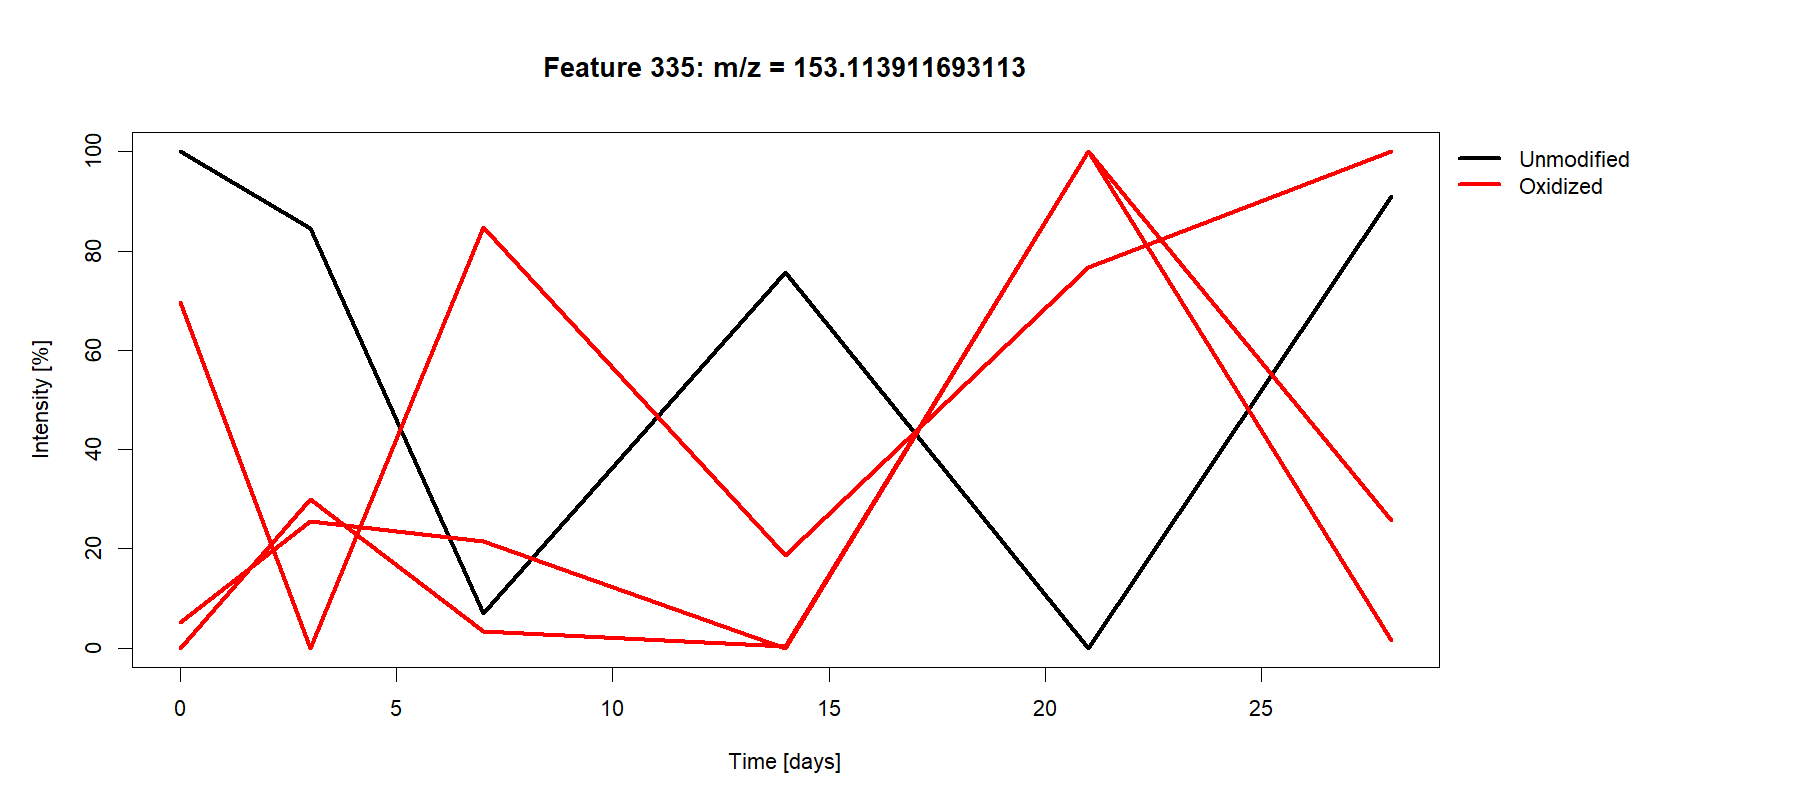 Feature 335: m/z = 153.113911693113
Unmodified
Oxidized
100
80
60
40
20
0
Intensity [%]
0 5 10 15 20 25
Time [days]